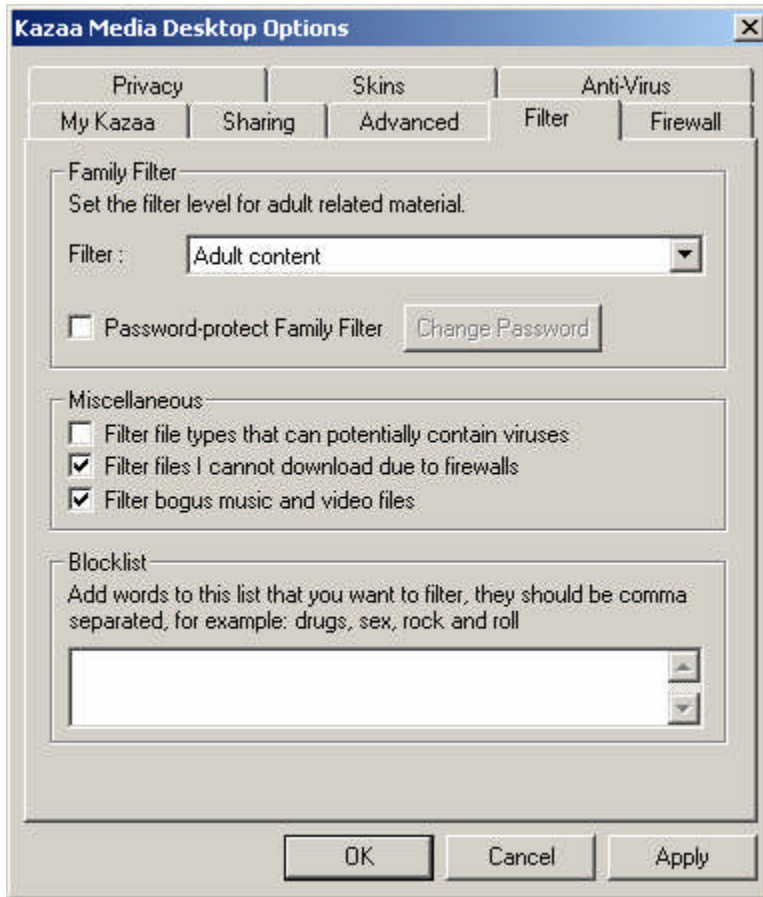 Kazaa Media Desktop Options
Privacy
Skins
Anti-Virus
My Kazaa
Sharing
Advanced
Filter
Firewall
Family Filter
Set the filter level for adult related material.
Filter :
Adult content
Password-protect Family Filter
Change Password
Miscellaneous
Filter file types that can potentially contain viruses
Filter files I cannot download due to firewalls
Filter bogus music and video files
Blocklist
Add words to this list that you want to filter, they should be comma
separated, for example: drugs, sex, rock and roll
OK
Cancel
Apply